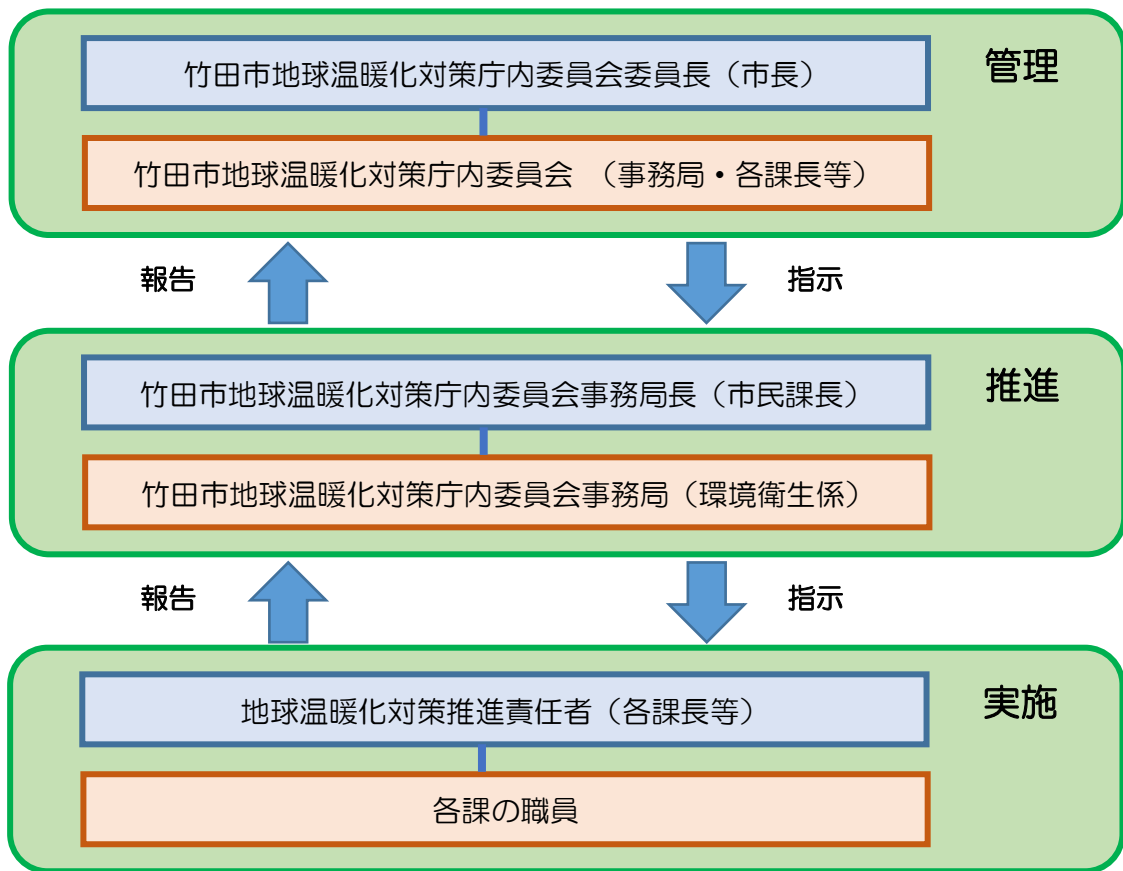 管理
竹田市地球温暖化対策庁内委員会委員長（市長）
竹田市地球温暖化対策庁内委員会　（事務局・各課長等）
報告
指示
推進
竹田市地球温暖化対策庁内委員会事務局長（市民課長）
竹田市地球温暖化対策庁内委員会事務局（環境衛生係）
報告
指示
実施
地球温暖化対策推進責任者（各課長等）
各課の職員